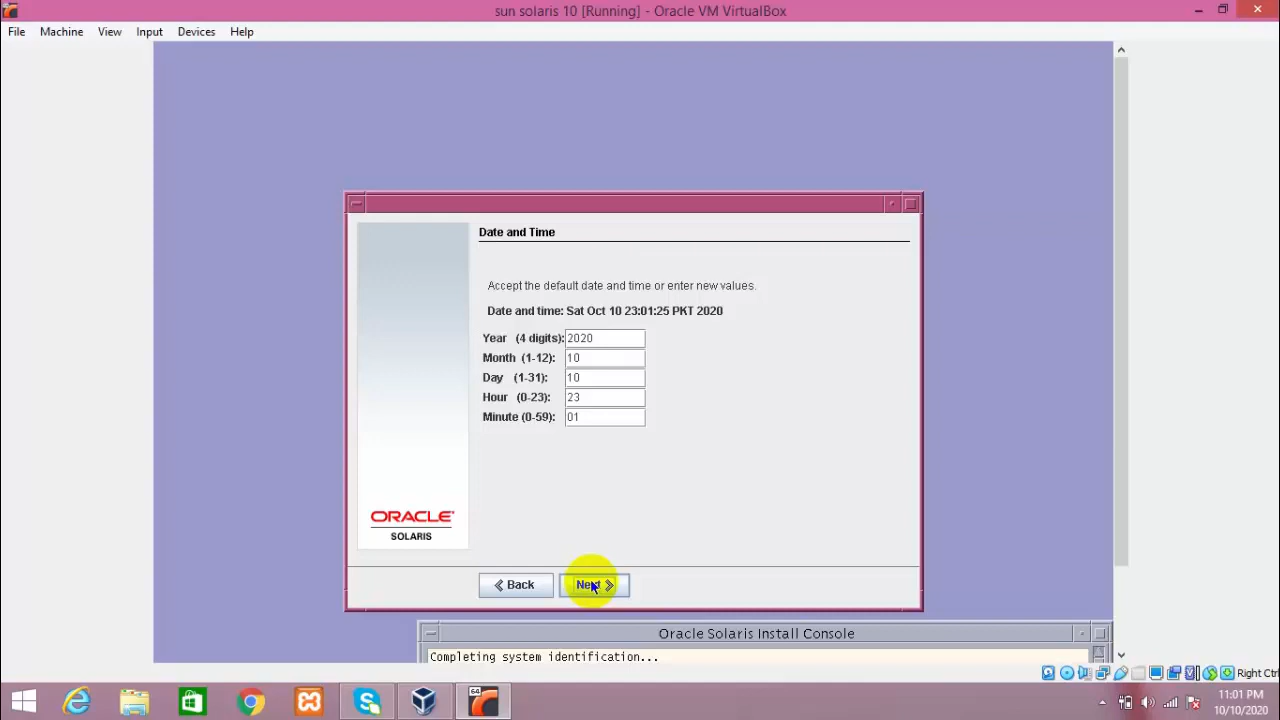 sun solaris 10 [Running] - Oracle VM VirtualBox
File Machine View Input Devices Help
Date and Time
Accept the default date and time or enter new values.
Date and time: Sat Oct 10 23:01:25 PKT 2020
Year (4 digits): 2020
Month (1-12): 10
Day (1-31): 10
Hour (0-23): 23
Minute (0-59): 01
ORACLE
SOLARIS
Back Next
Oracle Solaris Install Console
Completing system identification...
Right Ctrl
64
11:01 PM
10/10/2020